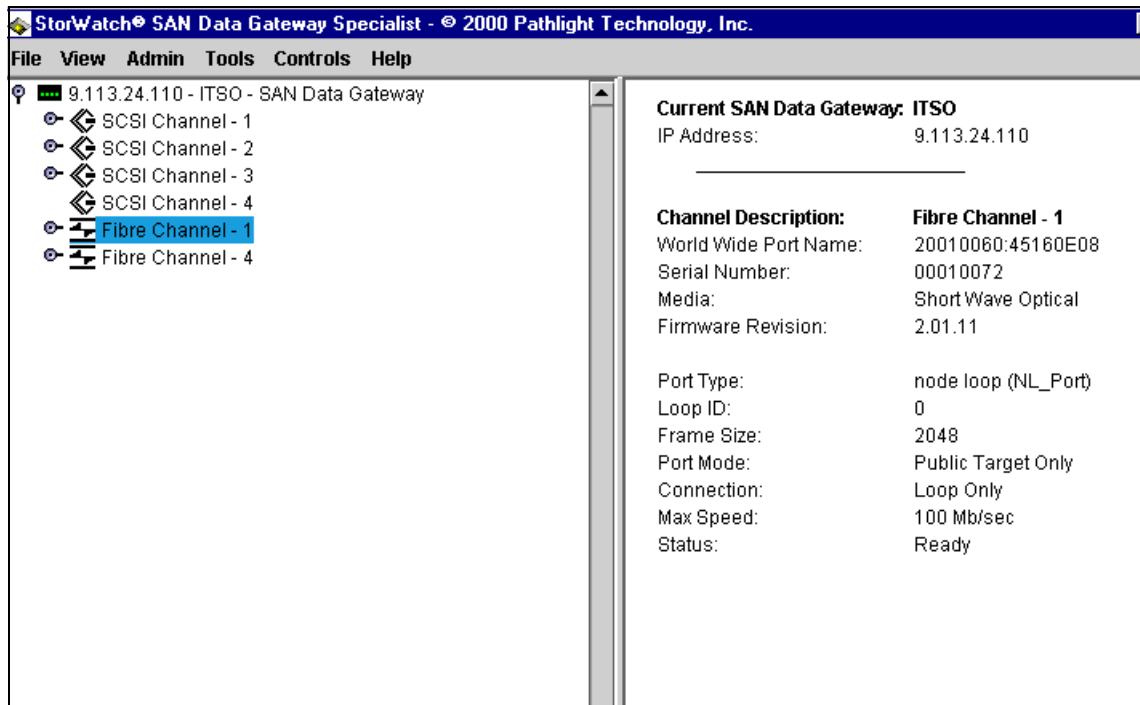 StorWatch® SAN Data Gateway Specialist - © 2000 Pathlight Technology, Inc.
File View Admin Tools Controls Help
9.113.24.110 - ITSO - SAN Data Gateway
SCSI Channel - 1
SCSI Channel - 2
SCSI Channel - 3
SCSI Channel - 4
Fibre Channel - 1
Fibre Channel - 4
Current SAN Data Gateway: ITSO
IP Address: 9.113.24.110
Channel Description: Fibre Channel - 1
World Wide Port Name: 20010060:45160E08
Serial Number: 00010072
Media: Short Wave Optical
Firmware Revision: 2.01.11
Port Type: node loop (NL_Port)
Loop ID: 0
Frame Size: 2048
Port Mode: Public Target Only
Connection: Loop Only
Max Speed: 100 Mb/sec
Status: Ready